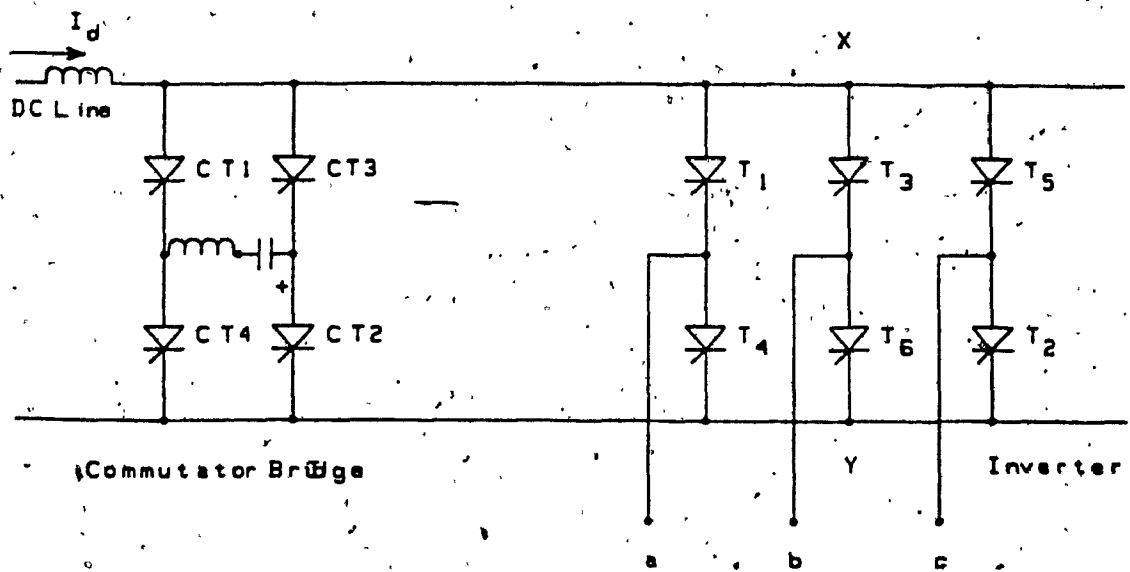 I d
X
DC Line
CT1
CT3
T1
T3
T5
+
CT4
CT2
T4
T6
T2
Commutator Bridge
Y
Inverter
a
b
c